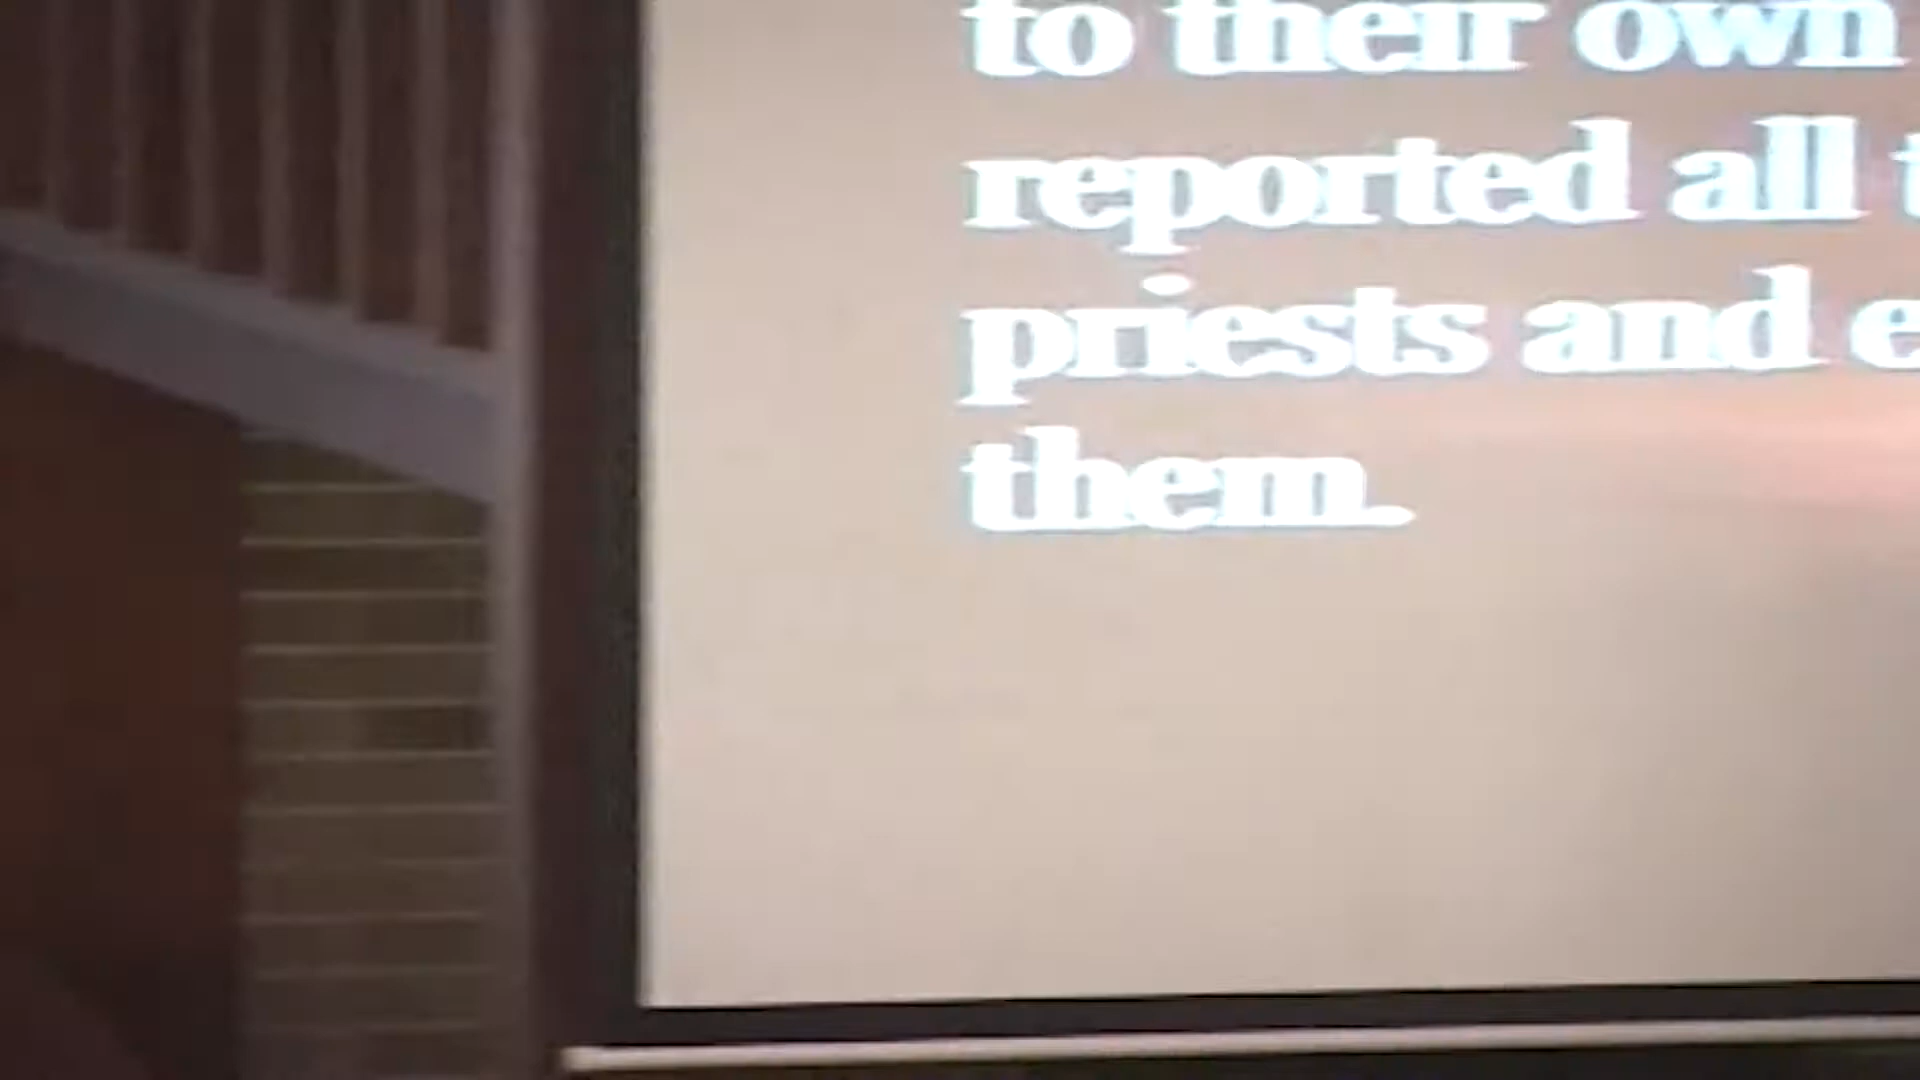 to their own
reported all t
priests and e
them.